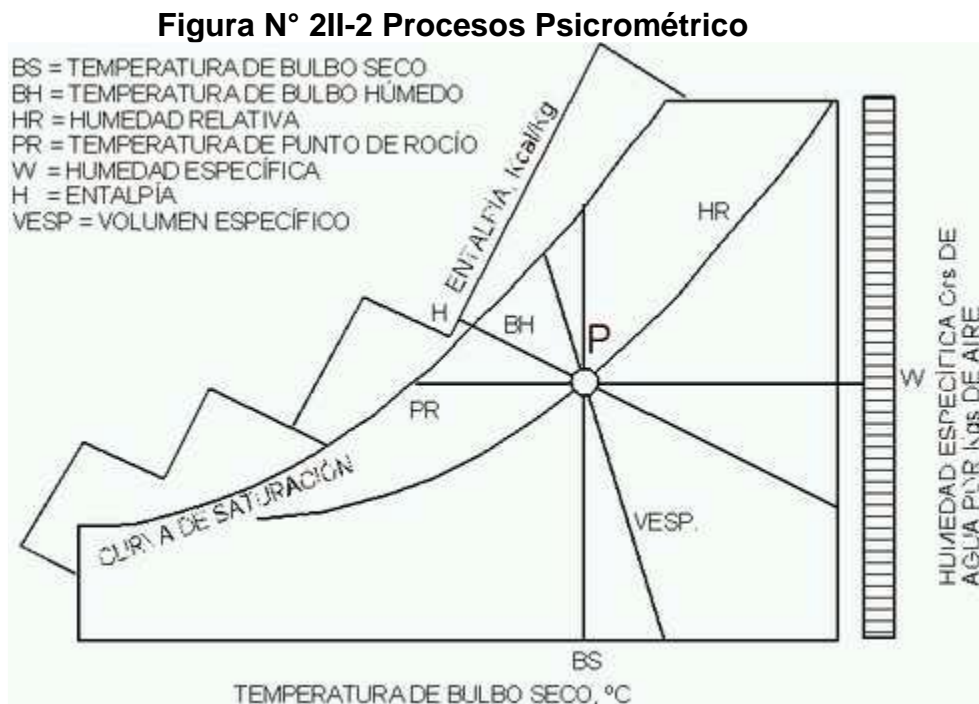 Figura N° 2II-2 Procesos Psicrométrico
BS = TEMPERATURA DE BULBO SECO
BH = TEMPERATURA DE BULBO HÚMEDO
HR = HUMEDAD RELATIVA
PR = TEMPERATURA DE PUNTO DE ROCÍO
W = HUMEDAD ESPECÍFICA
H = ENTALPÍA
VESP = VOLUMEN ESPECÍFICO
ENTALPÍA, Kcal/Kg
HR
H
BH
P
PR
W
CURVA DE SATURACIÓN
VESP.
HUMEDAD ESPECÍFICA Grs DE
AGUA POR Kgs DE AIRE
BS
TEMPERATURA DE BULBO SECO, ºC